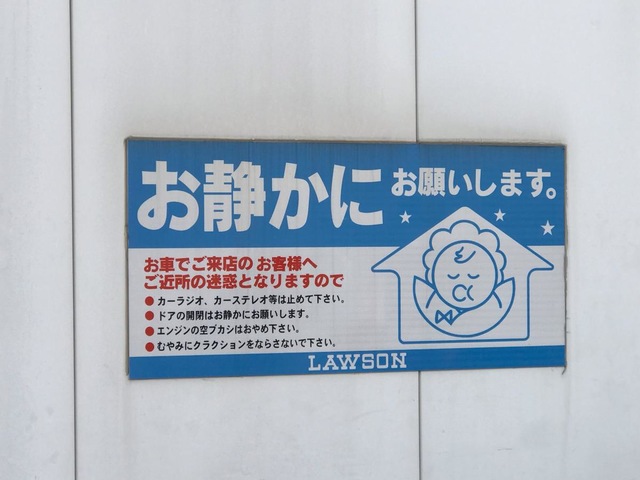 お静かに お願いします。
お車でご来店の お客様へ
ご近所の迷惑となりますので
●カーラジオ、カーステレオ等は止めて下さい。
●ドアの開閉はお静かにお願いします。
●エンジンの空ブカシはおやめ下さい。
●むやみにクラクションをならさないで下さい。
LAWSON